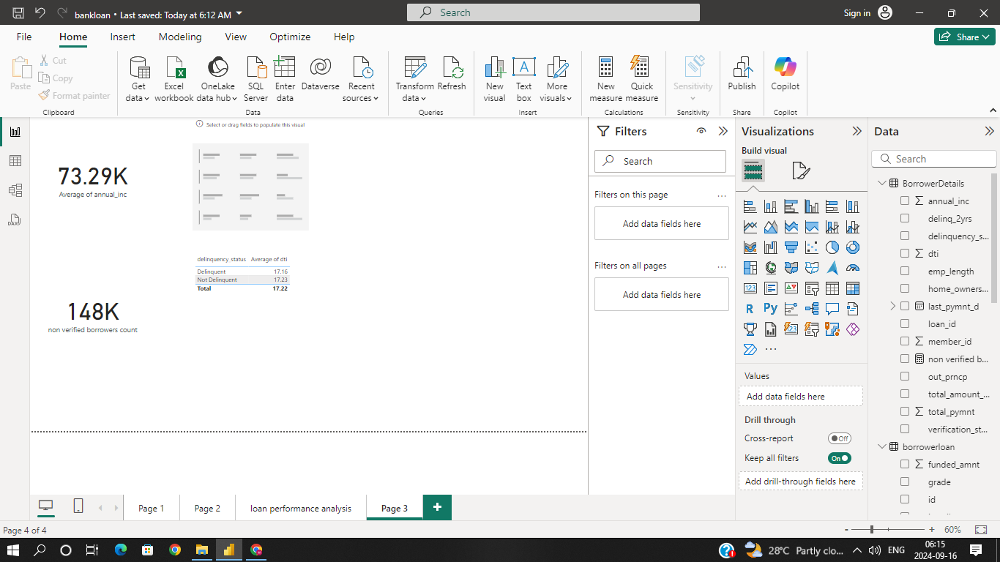 bankloan • Last saved: Today at 6:12 AM
Search
Sign in
File Home Insert Modeling View Optimize Help
Share
Paste
Cut
Copy
Format painter
Clipboard
Get data
Excel workbook
OneLake data hub
SQL Server
Enter data
Dataverse
Recent sources
Data
Transform data
Refresh
Queries
New visual
Text box
More visuals
Insert
New measure
Quick measure
Calculations
Sensitivity
Sensitivity
Publish
Share
Copilot
Copilot
DAX
Select or drag fields to populate this visual
73.29K
Average of annual_inc
delinquency_status Average of dti
Delinquent 17.16
Not Delinquent 17.23
Total 17.22
148K
non verified borrowers count
Filters
Search
Filters on this page
...
Add data fields here
Filters on all pages
...
Add data fields here
Visualizations
Build visual
123
R
Py
123
...
Values
Add data fields here
Drill through
Cross-report Off
Keep all filters On
Add drill-through fields here
Data
Search
BorrowerDetails
annual_inc
delinq_2yrs
delinquency_s...
dti
emp_length
home_owners...
last_pymnt_d
loan_id
member_id
non verified b...
out_prncp
total_amount_...
total_pymnt
verification_st...
borrowerloan
funded_amnt
grade
id
Page 1
Page 2
loan performance analysis
Page 3
+
Page 4 of 4
- + 60%
28°C Partly clo...
ENG
06:15
2024-09-16